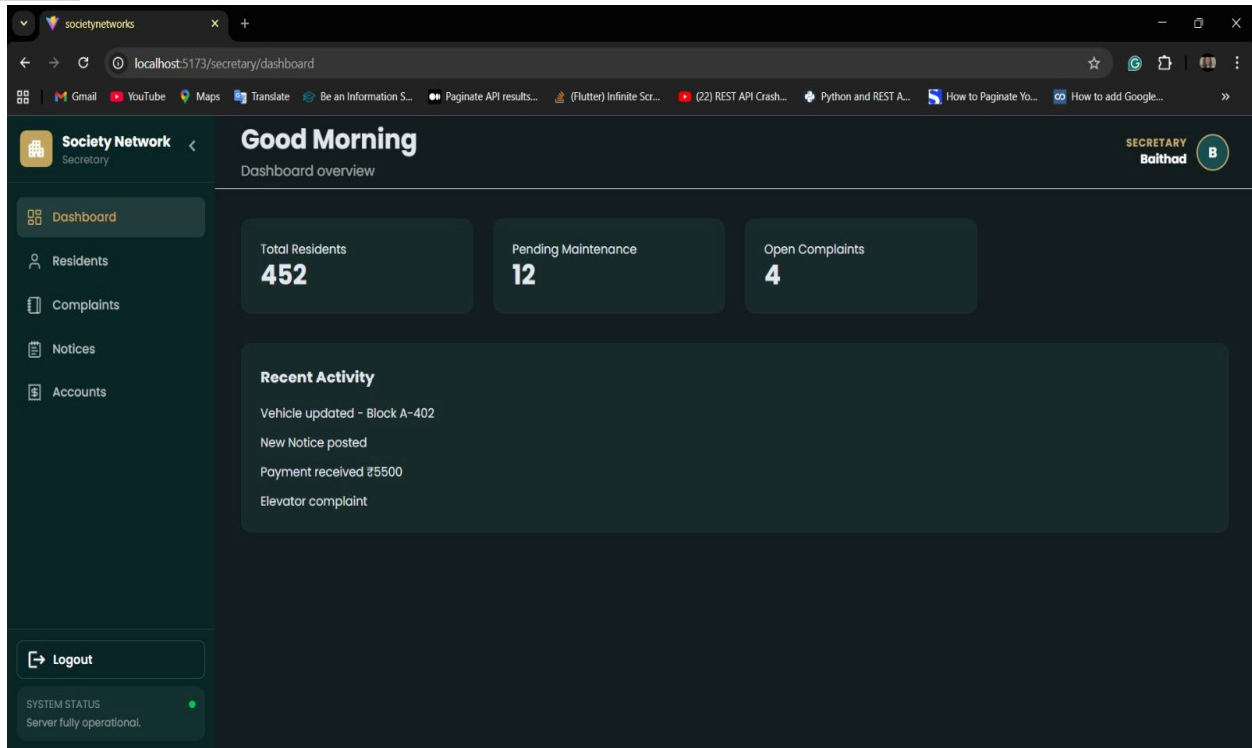 societynetworks
localhost:5173/secretary/dashboard
Gmail YouTube Maps Translate Be an Information S... Paginate API results... (Flutter) Infinite Scr... (22) REST API Crash... Python and REST A... How to Paginate Yo... How to add Google...
Society Network
Secretary
Good Morning
Dashboard overview
SECRETARY
Baithad
B
Dashboard
Residents
Complaints
Notices
Accounts
Total Residents
452
Pending Maintenance
12
Open Complaints
4
Recent Activity
Vehicle updated - Block A-402
New Notice posted
Payment received ₹5500
Elevator complaint
Logout
SYSTEM STATUS
Server fully operational.